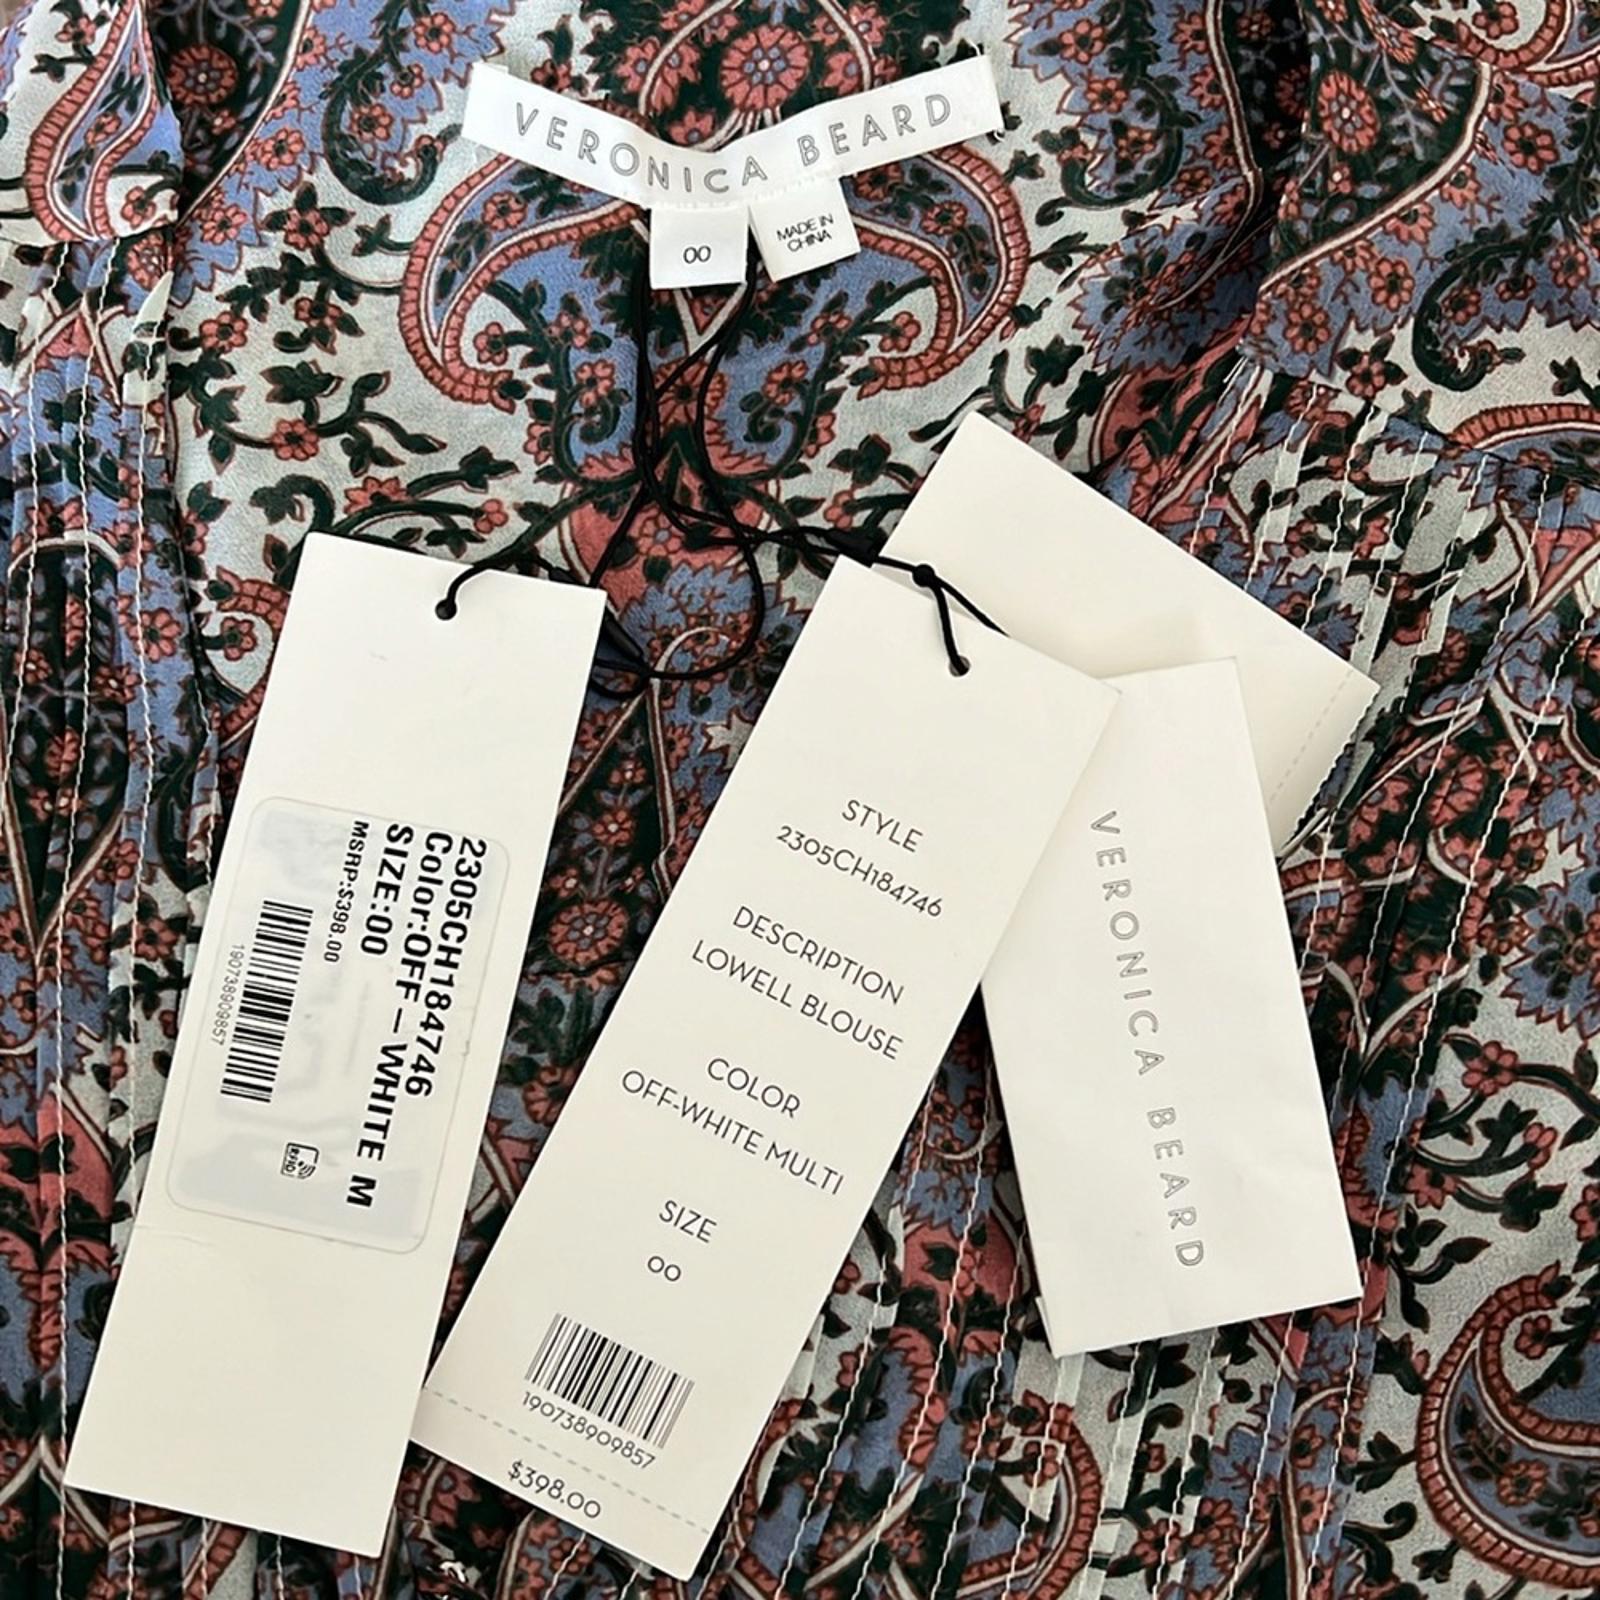 VERONICA BEARD
00
MADE IN
CHINA
2305CH184746
Color:OFF-WHITE M
SIZE:00
MSRP:$398.00
190738909857
RFID
STYLE
2305CH184746
DESCRIPTION
LOWELL BLOUSE
COLOR
OFF-WHITE MULTI
SIZE
00
190738909857
$398.00
VERONICA BEARD